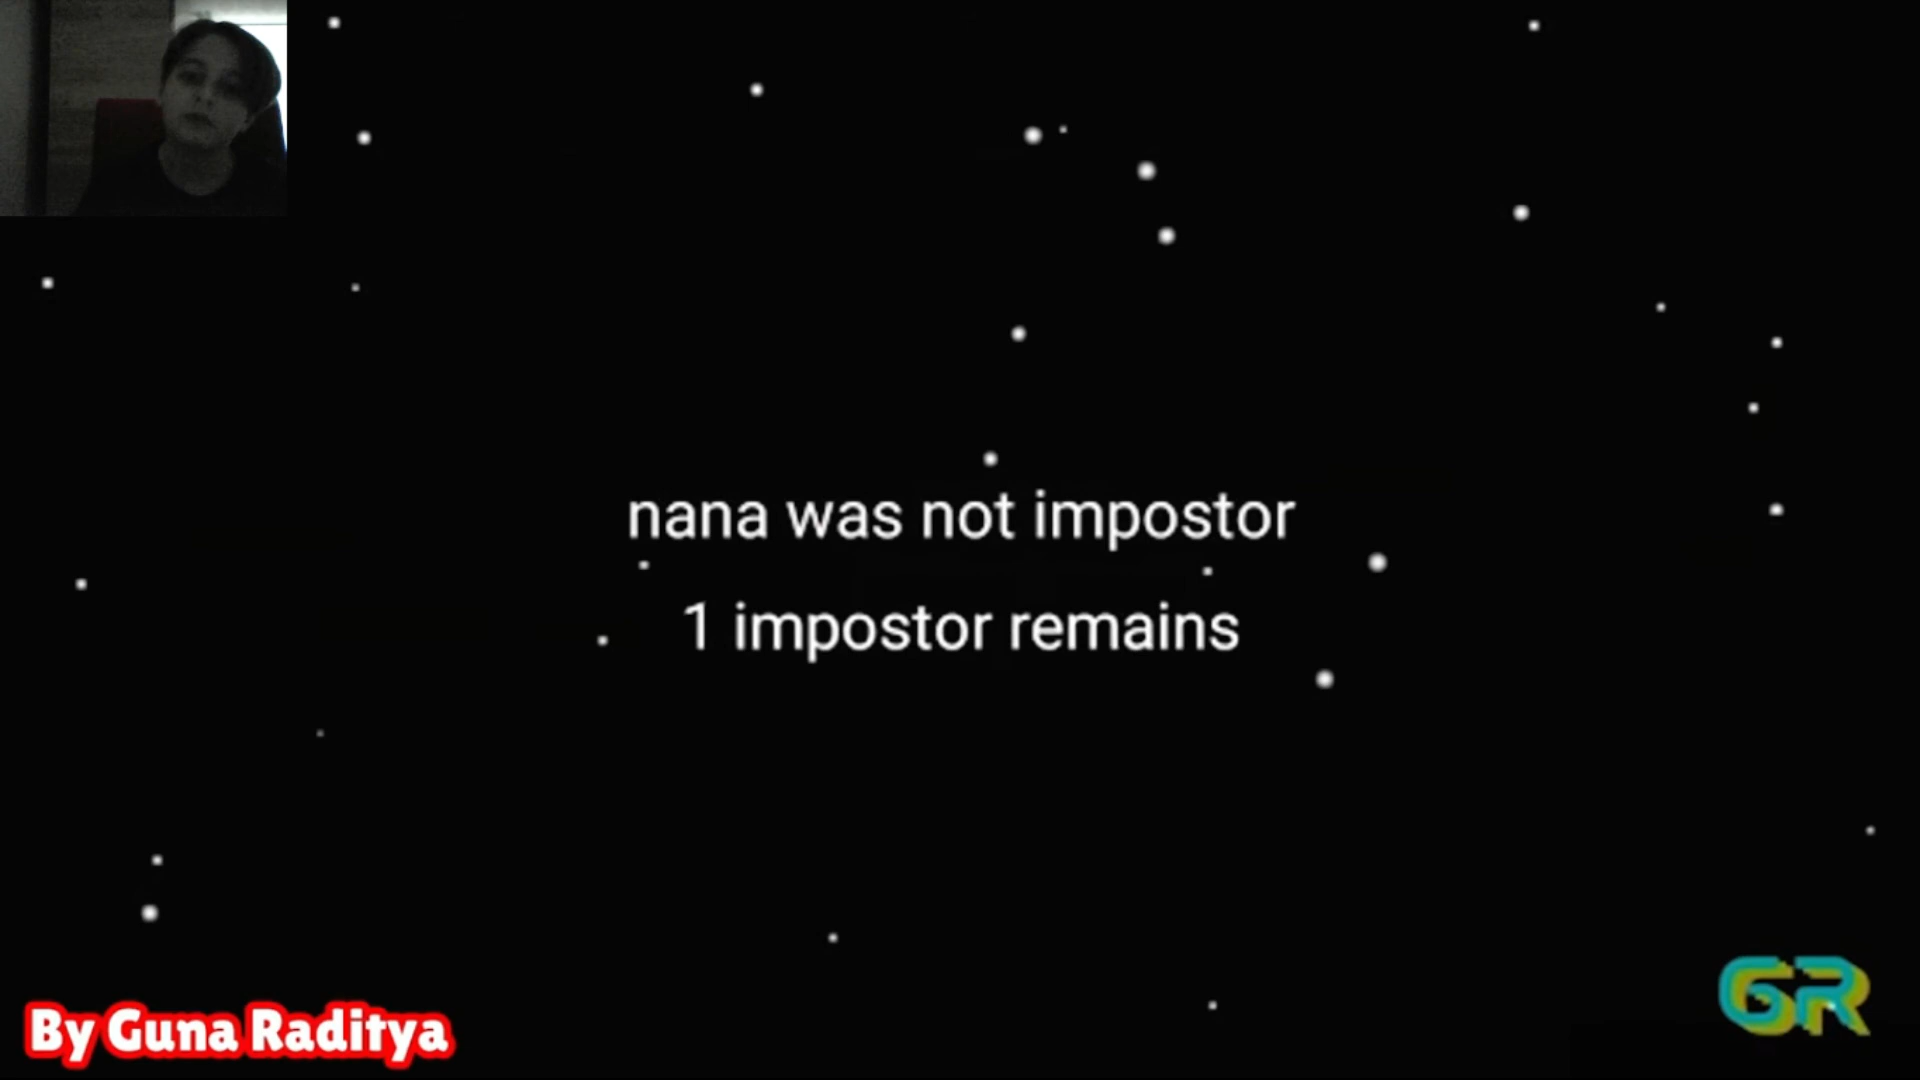 nana was not impostor
1 impostor remains
By Guna Raditya
GR